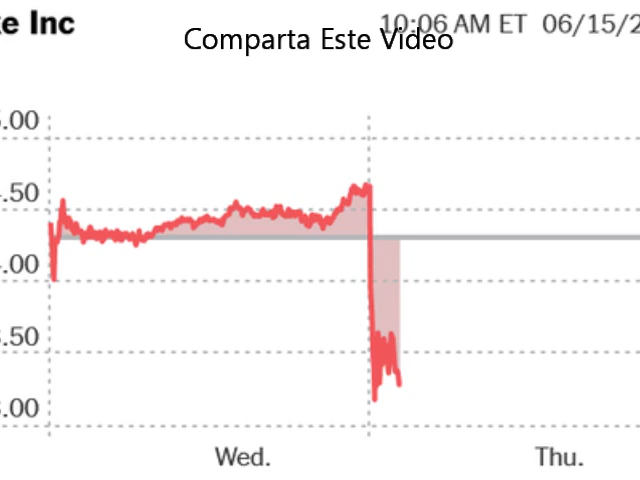 e Inc
10:06 AM ET 06/15/2
Comparta Este Video
.00
.50
.00
.50
.00
Wed.
Thu.